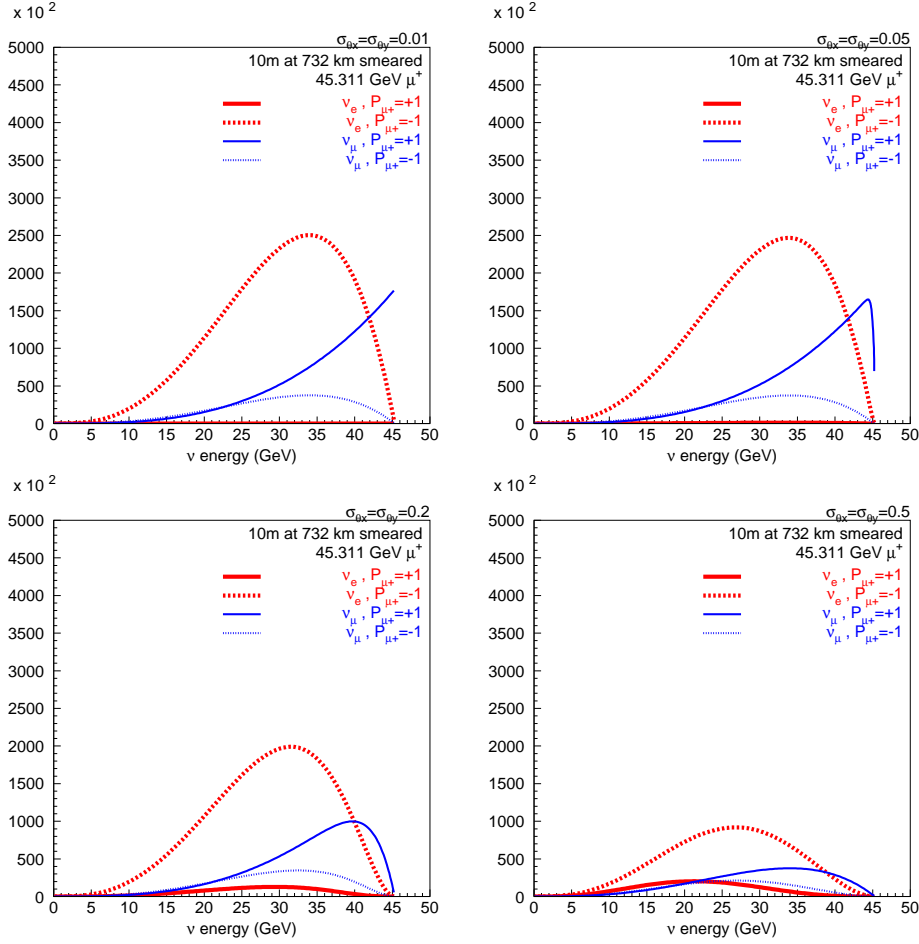 × 10 ²
σθx=σθy=0.01
10m at 732 km smeared
45.311 GeV μ⁺
νe , Pμ+=+1
νe , Pμ+=-1
νμ , Pμ+=+1
νμ , Pμ+=-1
5000
4500
4000
3500
3000
2500
2000
1500
1000
500
0
0 5 10 15 20 25 30 35 40 45 50
ν energy (GeV)
× 10 ²
σθx=σθy=0.05
10m at 732 km smeared
45.311 GeV μ⁺
νe , Pμ+=+1
νe , Pμ+=-1
νμ , Pμ+=+1
νμ , Pμ+=-1
5000
4500
4000
3500
3000
2500
2000
1500
1000
500
0
0 5 10 15 20 25 30 35 40 45 50
ν energy (GeV)
× 10 ²
σθx=σθy=0.2
10m at 732 km smeared
45.311 GeV μ⁺
νe , Pμ+=+1
νe , Pμ+=-1
νμ , Pμ+=+1
νμ , Pμ+=-1
5000
4500
4000
3500
3000
2500
2000
1500
1000
500
0
0 5 10 15 20 25 30 35 40 45 50
ν energy (GeV)
× 10 ²
σθx=σθy=0.5
10m at 732 km smeared
45.311 GeV μ⁺
νe , Pμ+=+1
νe , Pμ+=-1
νμ , Pμ+=+1
νμ , Pμ+=-1
5000
4500
4000
3500
3000
2500
2000
1500
1000
500
0
0 5 10 15 20 25 30 35 40 45 50
ν energy (GeV)